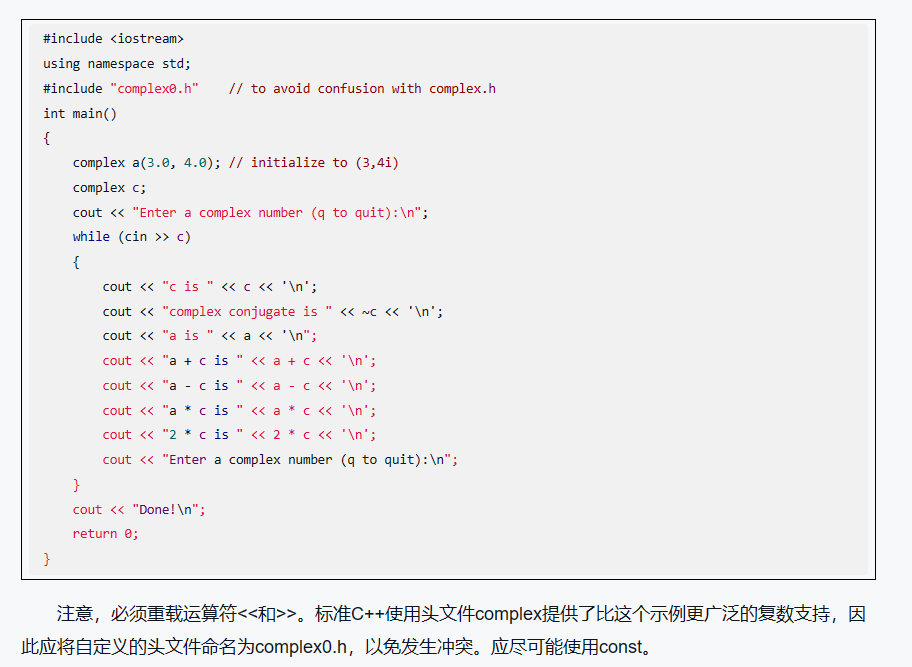 #include <iostream>
using namespace std;
#include "complex0.h"    // to avoid confusion with complex.h
int main()
{
    complex a(3.0, 4.0); // initialize to (3,4i)
    complex c;
    cout << "Enter a complex number (q to quit):\n";
    while (cin >> c)
    {
        cout << "c is " << c << '\n';
        cout << "complex conjugate is " << ~c << '\n';
        cout << "a is " << a << '\n";
        cout << "a + c is " << a + c << '\n';
        cout << "a - c is " << a - c << '\n';
        cout << "a * c is " << a * c << '\n';
        cout << "2 * c is " << 2 * c << '\n';
        cout << "Enter a complex number (q to quit):\n";
    }
    cout << "Done!\n";
    return 0;
}
注意，必须重载运算符<<和>>。标准C++使用头文件complex提供了比这个示例更广泛的复数支持，因
此应将自定义的头文件命名为complex0.h，以免发生冲突。应尽可能使用const。